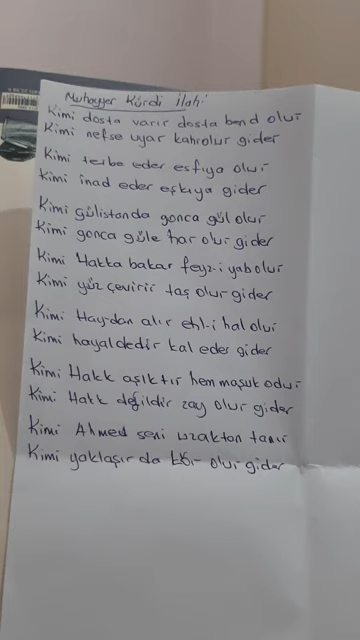 Muhayyer Kürdi İlahi
Kimi dosta varır dosta bend olur
Kimi nefse uyar kahrolur gider
Kimi terbe eder esfiya olur
Kimi inad eder eşkıya gider
Kimi gülistanda gonca gül olur
Kimi gonca güle har olur gider
Kimi Hakka bakar feyz-i yab olur
Kimi yüz çevirir taş olur gider
Kimi Haydan alır ehl-i hal olur
Kimi hayaldedir kal eder gider
Kimi Hakk aşıktır hem maşuk odur
Kimi Hakk değildir zay olur gider
Kimi Ahmed seni uzaktan tanır
Kimi yaklaşır da kör olur gider